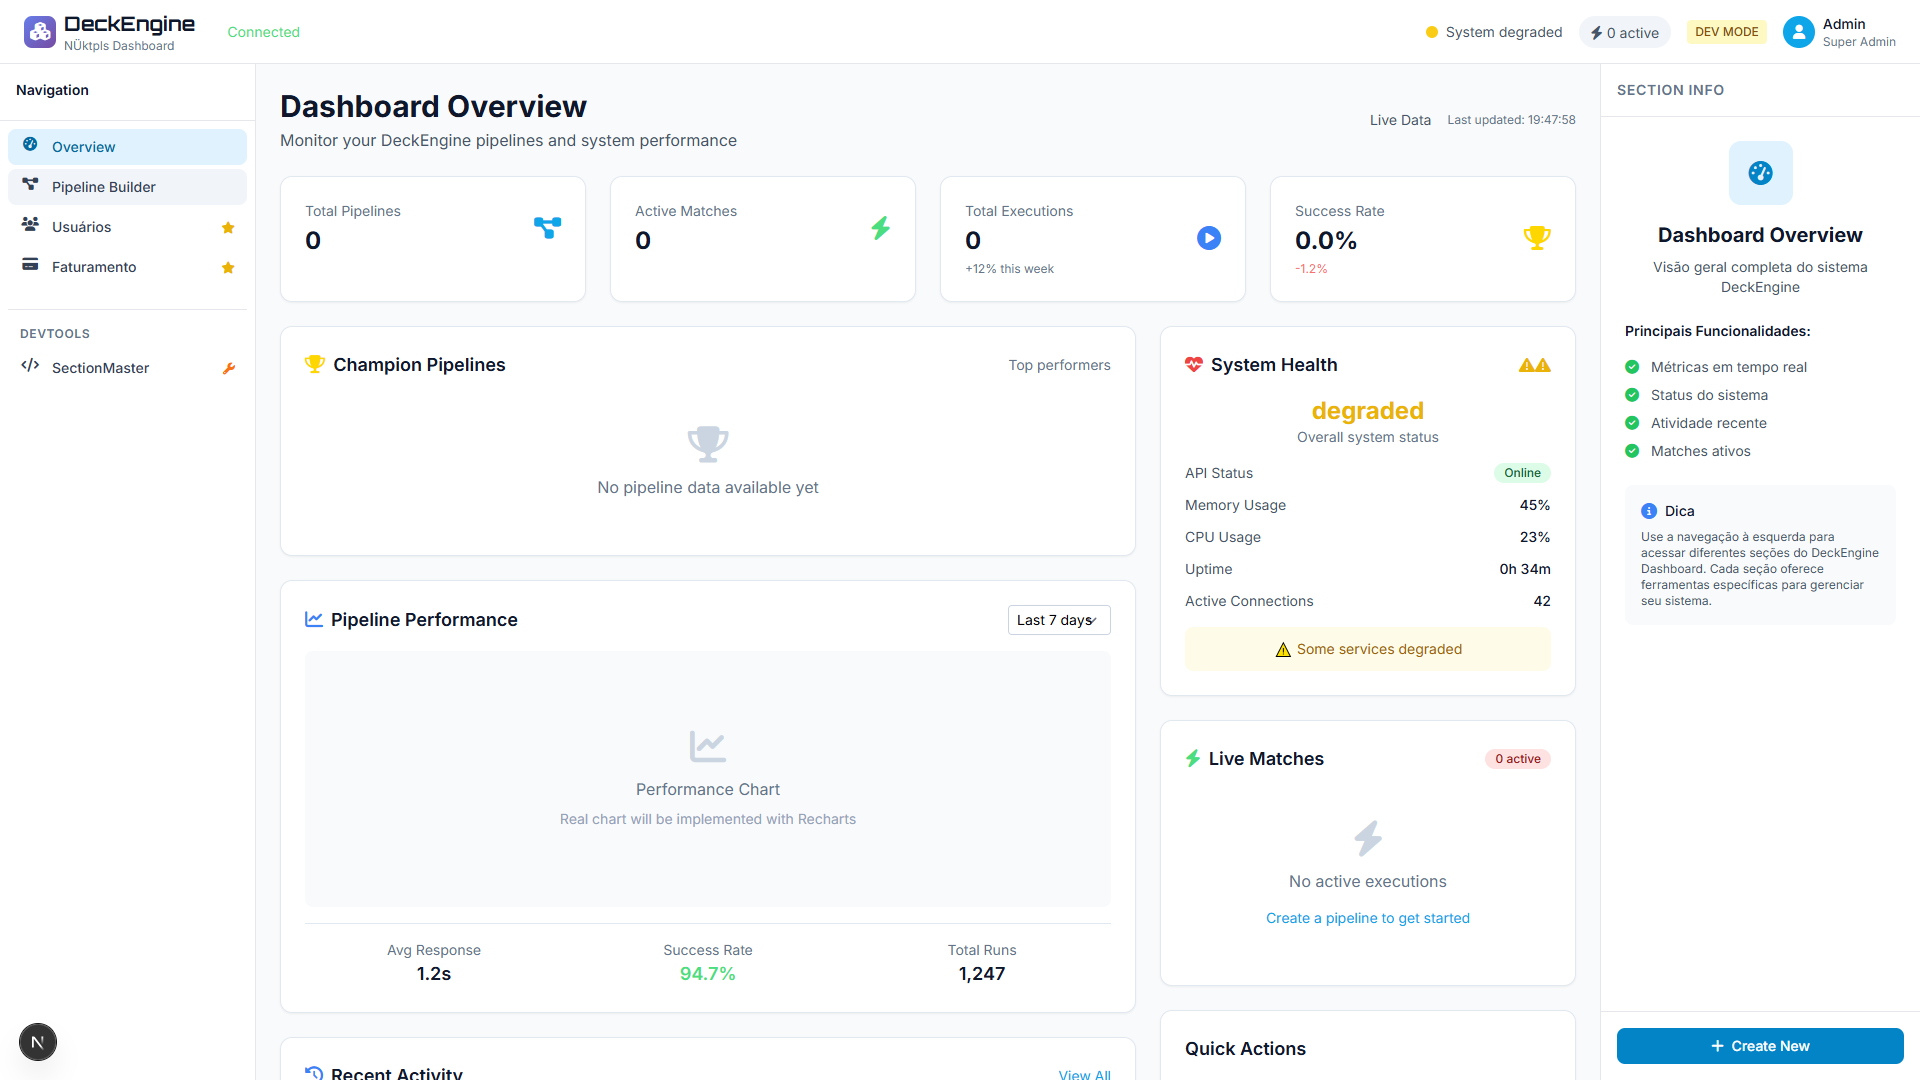 DeckEngine
NÜktpls Dashboard
Connected
System degraded
0 active
DEV MODE
Admin
Super Admin
Navigation
Overview
Pipeline Builder
Usuários
Faturamento
DEVTOOLS
SectionMaster
Dashboard Overview
Monitor your DeckEngine pipelines and system performance
Live Data
Last updated: 19:47:58
Total Pipelines
0
Active Matches
0
Total Executions
0
+12% this week
Success Rate
0.0%
-1.2%
Champion Pipelines
Top performers
No pipeline data available yet
Pipeline Performance
Last 7 days
Performance Chart
Real chart will be implemented with Recharts
Avg Response
1.2s
Success Rate
94.7%
Total Runs
1,247
Recent Activity
View All
System Health
degraded
Overall system status
API Status
Online
Memory Usage
45%
CPU Usage
23%
Uptime
0h 34m
Active Connections
42
Some services degraded
Live Matches
0 active
No active executions
Create a pipeline to get started
Quick Actions
SECTION INFO
Dashboard Overview
Visão geral completa do sistema
DeckEngine
Principais Funcionalidades:
Métricas em tempo real
Status do sistema
Atividade recente
Matches ativos
Dica
Use a navegação à esquerda para
acessar diferentes seções do DeckEngine
Dashboard. Cada seção oferece
ferramentas específicas para gerenciar
seu sistema.
Create New
N